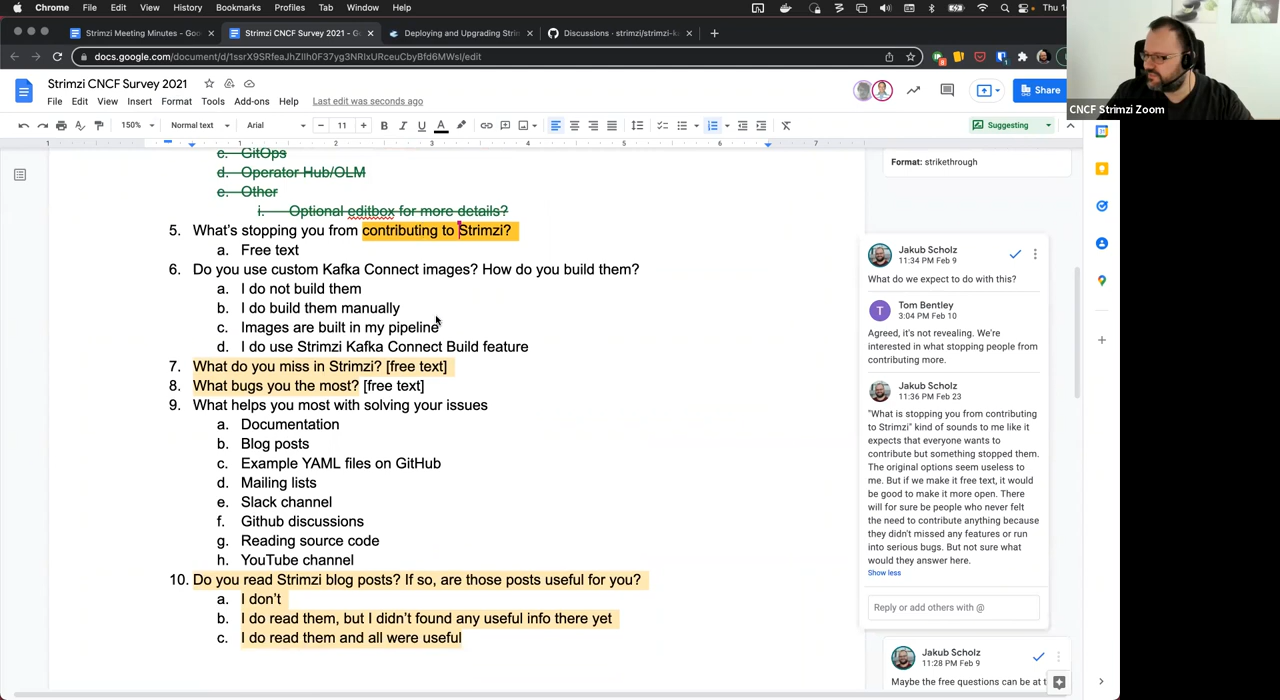 Chrome File Edit View History Bookmarks Profiles Tab Window Help Thu
Strimzi Meeting Minutes - Goo Strimzi CNCF Survey 2021 - G Deploying and Upgrading Strim Discussions · strimzi/strimzi-k
docs.google.com/document/d/1ssrX9SRfeaJhZIlh0F37yg3NRIxURceuCbyBfd6MWsI/edit
Strimzi CNCF Survey 2021
File Edit View Insert Format Tools Add-ons Help Last edit was seconds ago
Share
CNCF Strimzi Zoom
150% Normal text Arial 11 Suggesting
1 1 2 3 4 5 6 7
c. GitOps
d. Operator Hub/OLM
e. Other
i. Optional editbox for more details?
5. What's stopping you from contributing to Strimzi?
a. Free text
6. Do you use custom Kafka Connect images? How do you build them?
a. I do not build them
b. I do build them manually
c. Images are built in my pipeline
d. I do use Strimzi Kafka Connect Build feature
7. What do you miss in Strimzi? [free text]
8. What bugs you the most? [free text]
9. What helps you most with solving your issues
a. Documentation
b. Blog posts
c. Example YAML files on GitHub
d. Mailing lists
e. Slack channel
f. Github discussions
g. Reading source code
h. YouTube channel
10. Do you read Strimzi blog posts? If so, are those posts useful for you?
a. I don't
b. I do read them, but I didn't found any useful info there yet
c. I do read them and all were useful
Format: strikethrough
Jakub Scholz
11:34 PM Feb 9
What do we expect to do with this?
T
Tom Bentley
3:04 PM Feb 10
Agreed, it's not revealing. We're
interested in what stopping people from
contributing more.
Jakub Scholz
11:36 PM Feb 23
"What is stopping you from contributing
to Strimzi" kind of sounds to me like it
expects that everyone wants to
contribute but something stopped them.
The original options seem useless to
me. But if we make it free text, it would
be good to make it more open. There
will for sure be people who never felt
the need to contribute anything because
they didn't missed any features or run
into serious bugs. But not sure what
would they answer here.
Show less
Reply or add others with @
Jakub Scholz
11:28 PM Feb 9
Maybe the free questions can be at t